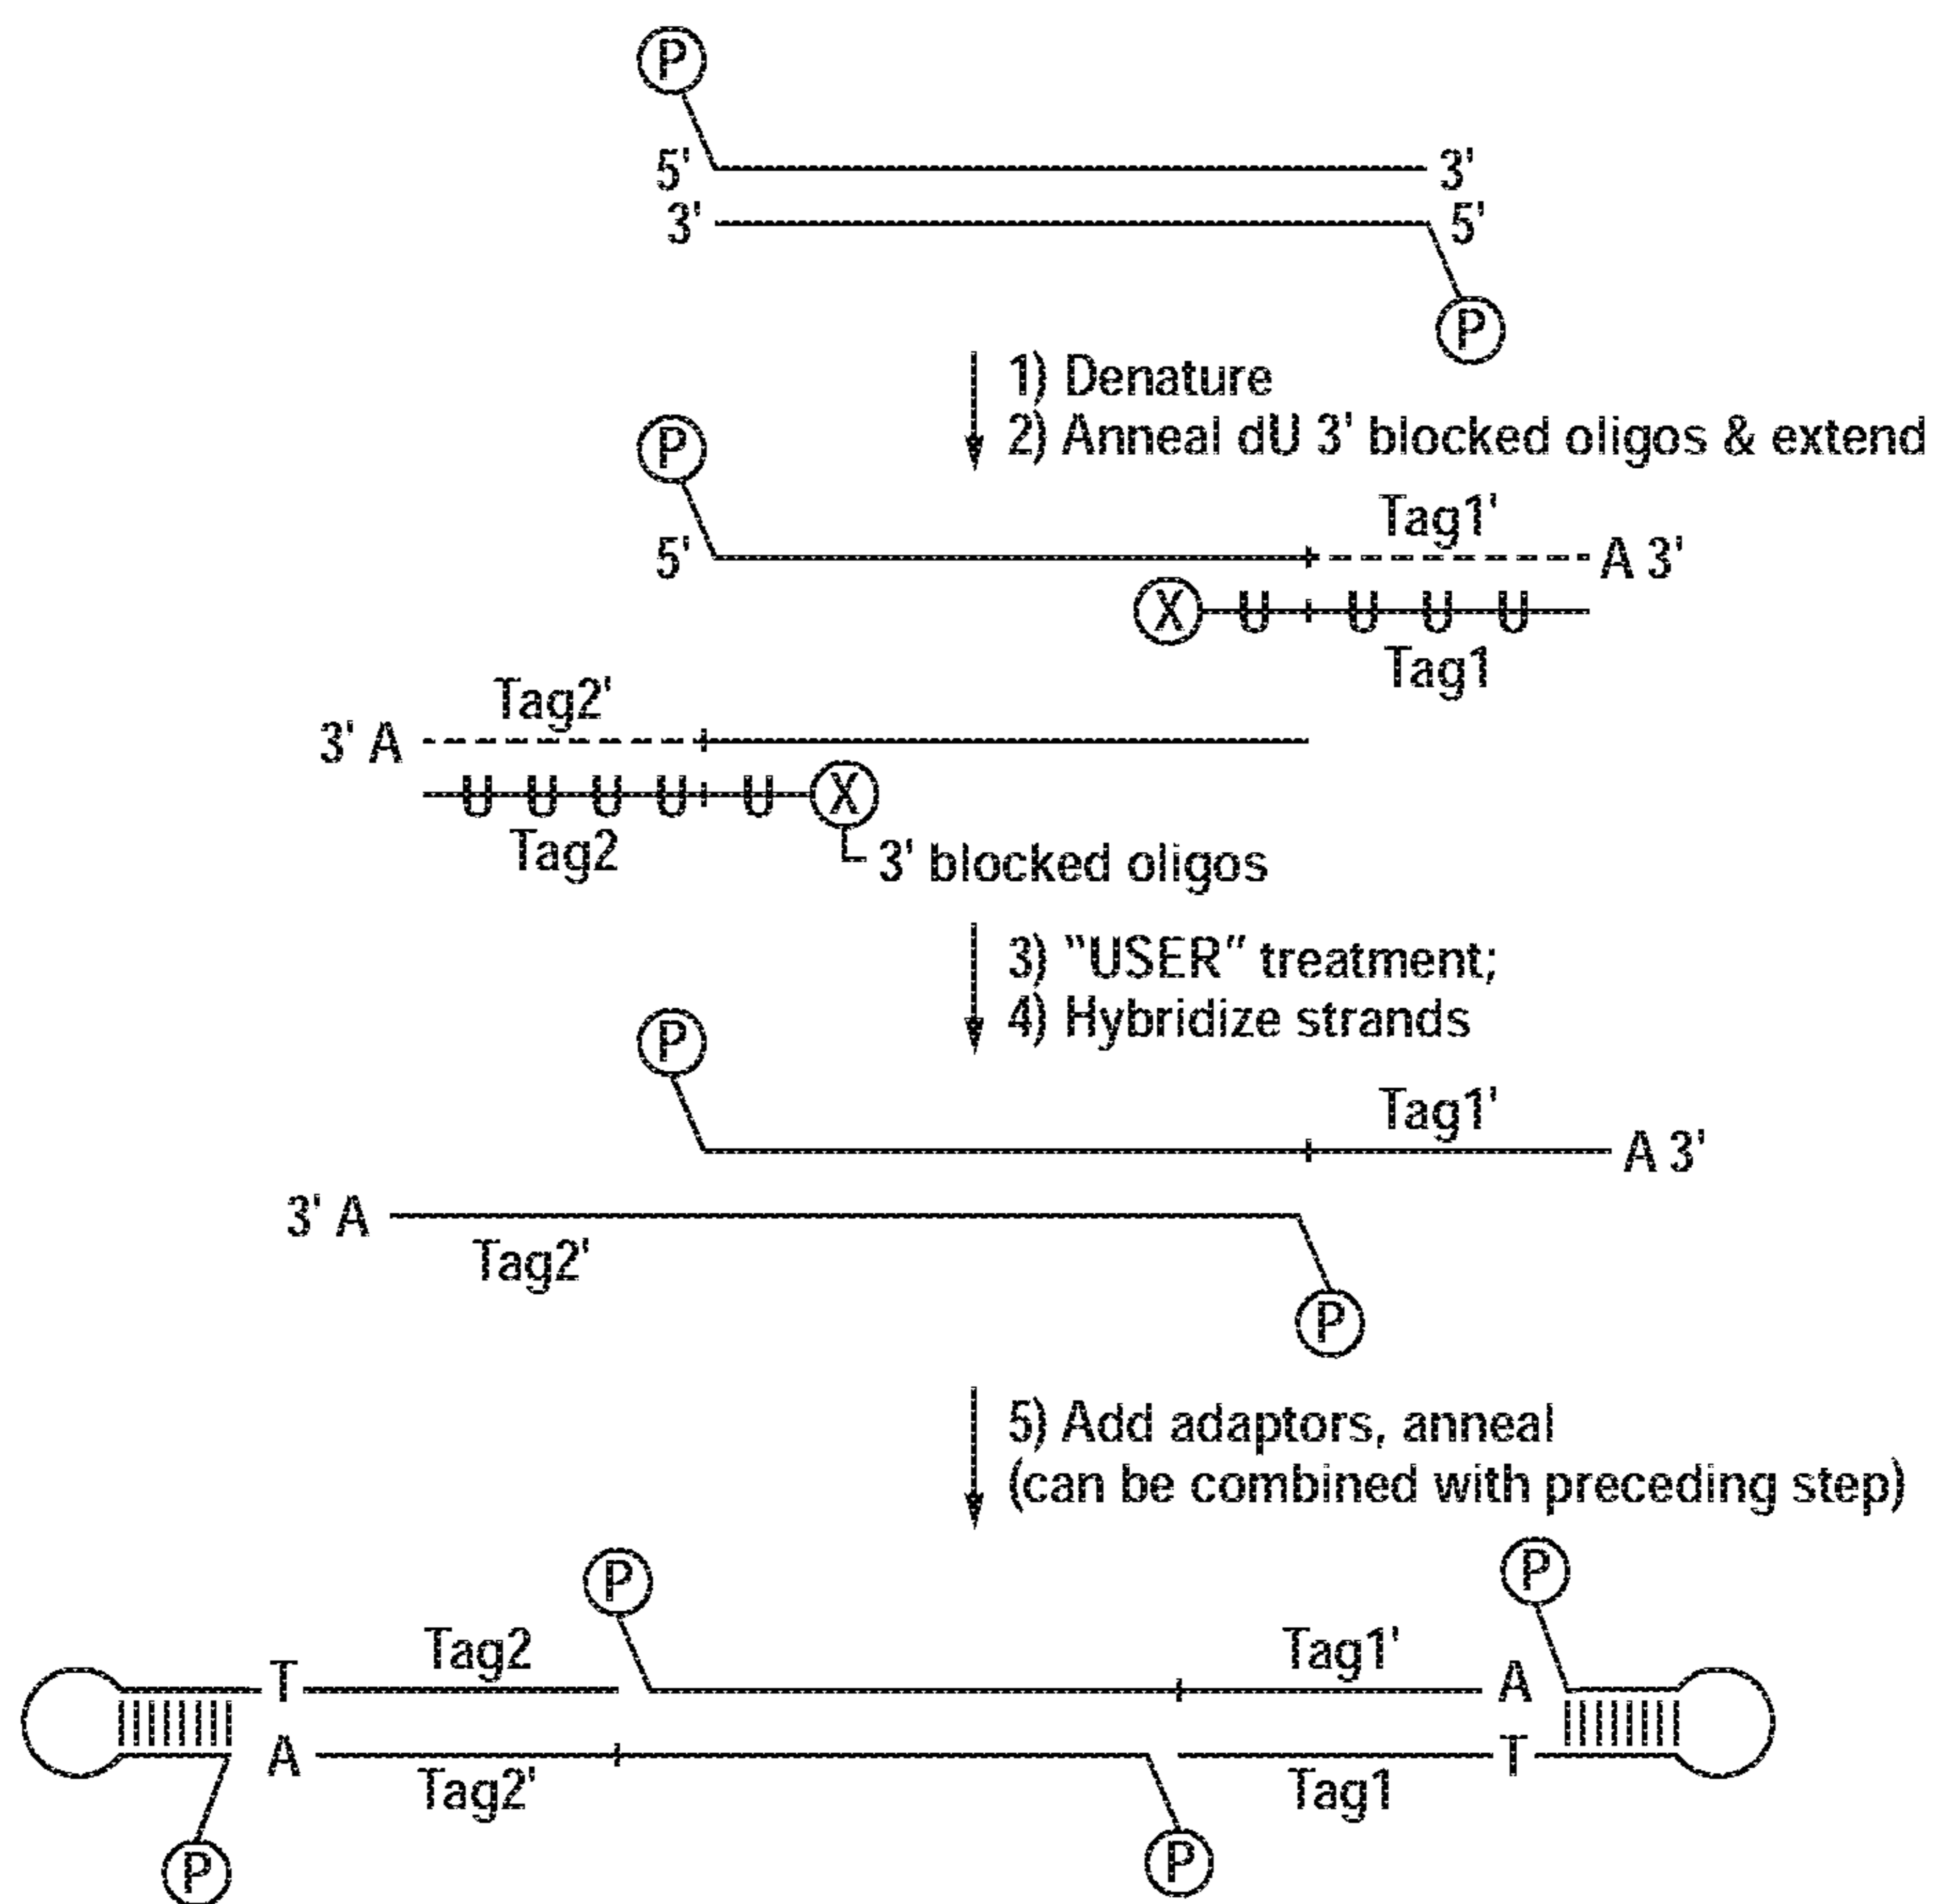 P
5' 3'
3' 5'
P
1) Denature
2) Anneal dU 3' blocked oligos & extend
P
Tag1'
5' A 3'
X U U U U
Tag1
Tag2'
3' A
U U U U U X
Tag2
3' blocked oligos
3) "USER" treatment;
4) Hybridize strands
P
Tag1'
A 3'
3' A
Tag2'
P
5) Add adaptors, anneal
(can be combined with preceding step)
P P
Tag2 Tag1'
T A
A T
Tag2' Tag1
P P